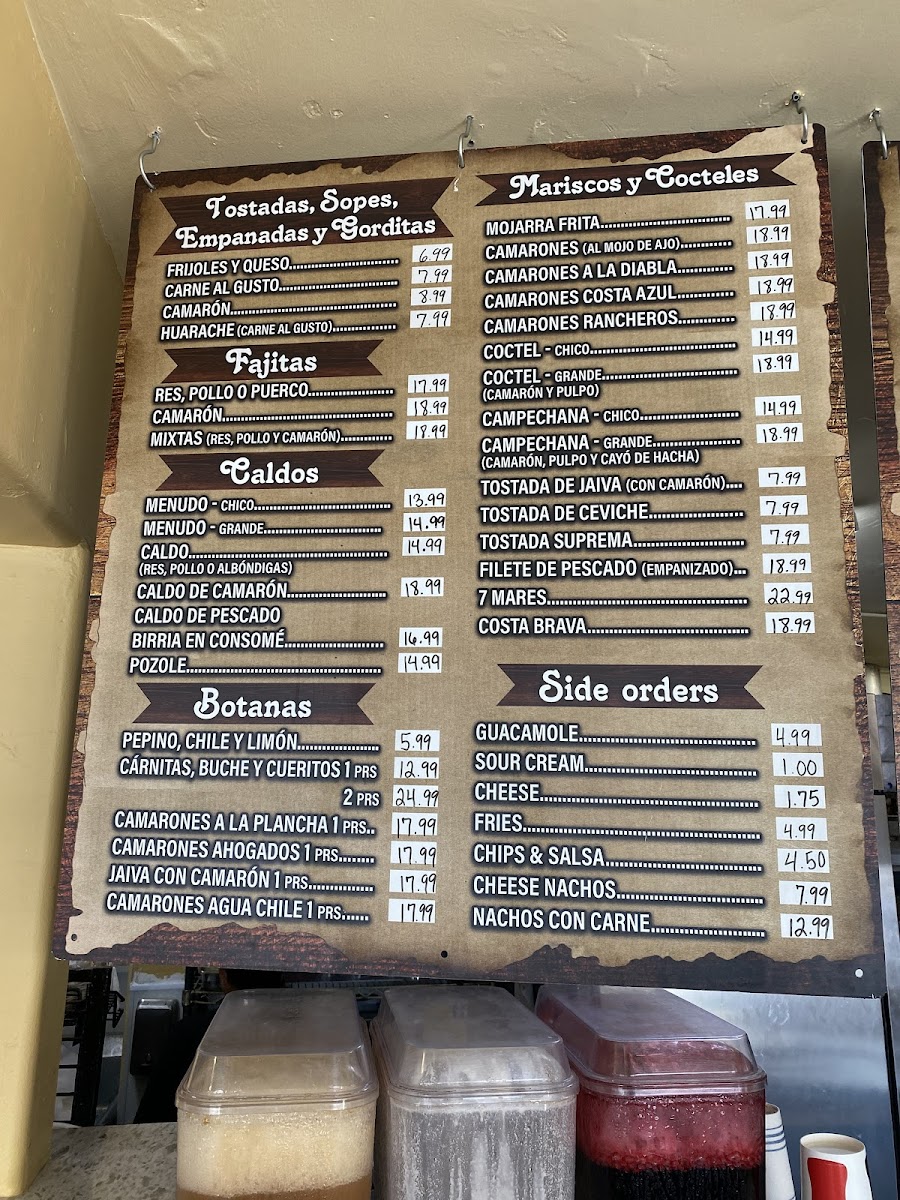 Tostadas, Sopes,
Empanadas y Gorditas
FRIJOLES Y QUESO.......... 6.99
CARNE AL GUSTO.......... 7.99
CAMARÓN.......... 8.99
HUARACHE (CARNE AL GUSTO).......... 7.99
Fajitas
RES, POLLO O PUERCO.......... 17.99
CAMARÓN.......... 18.99
MIXTAS (RES, POLLO Y CAMARÓN).......... 18.99
Caldos
MENUDO - CHICO.......... 13.99
MENUDO - GRANDE.......... 14.99
CALDO.......... 14.99
(RES, POLLO O ALBÓNDIGAS)
CALDO DE CAMARÓN.......... 18.99
CALDO DE PESCADO
BIRRIA EN CONSOMÉ.......... 16.99
POZOLE.......... 14.99
Botanas
PEPINO, CHILE Y LIMÓN.......... 5.99
CÁRNITAS, BUCHE Y CUERITOS 1 PRS 12.99
2 PRS 24.99
CAMARONES A LA PLANCHA 1 PRS.. 17.99
CAMARONES AHOGADOS 1 PRS........ 17.99
JAIVA CON CAMARÓN 1 PRS.......... 17.99
CAMARONES AGUA CHILE 1 PRS...... 17.99
Mariscos y Cocteles
MOJARRA FRITA.......... 17.99
CAMARONES (AL MOJO DE AJO).......... 18.99
CAMARONES A LA DIABLA.......... 18.99
CAMARONES COSTA AZUL.......... 18.99
CAMARONES RANCHEROS.......... 18.99
COCTEL - CHICO.......... 14.99
COCTEL - GRANDE.......... 18.99
(CAMARÓN Y PULPO)
CAMPECHANA - CHICO.......... 14.99
CAMPECHANA - GRANDE.......... 18.99
(CAMARÓN, PULPO Y CAYÓ DE HACHA)
TOSTADA DE JAIVA (CON CAMARÓN).... 7.99
TOSTADA DE CEVICHE.......... 7.99
TOSTADA SUPREMA.......... 7.99
FILETE DE PESCADO (EMPANIZADO)... 18.99
7 MARES.......... 22.99
COSTA BRAVA.......... 18.99
Side orders
GUACAMOLE.......... 4.99
SOUR CREAM.......... 1.00
CHEESE.......... 1.75
FRIES.......... 4.99
CHIPS & SALSA.......... 4.50
CHEESE NACHOS.......... 7.99
NACHOS CON CARNE.......... 12.99